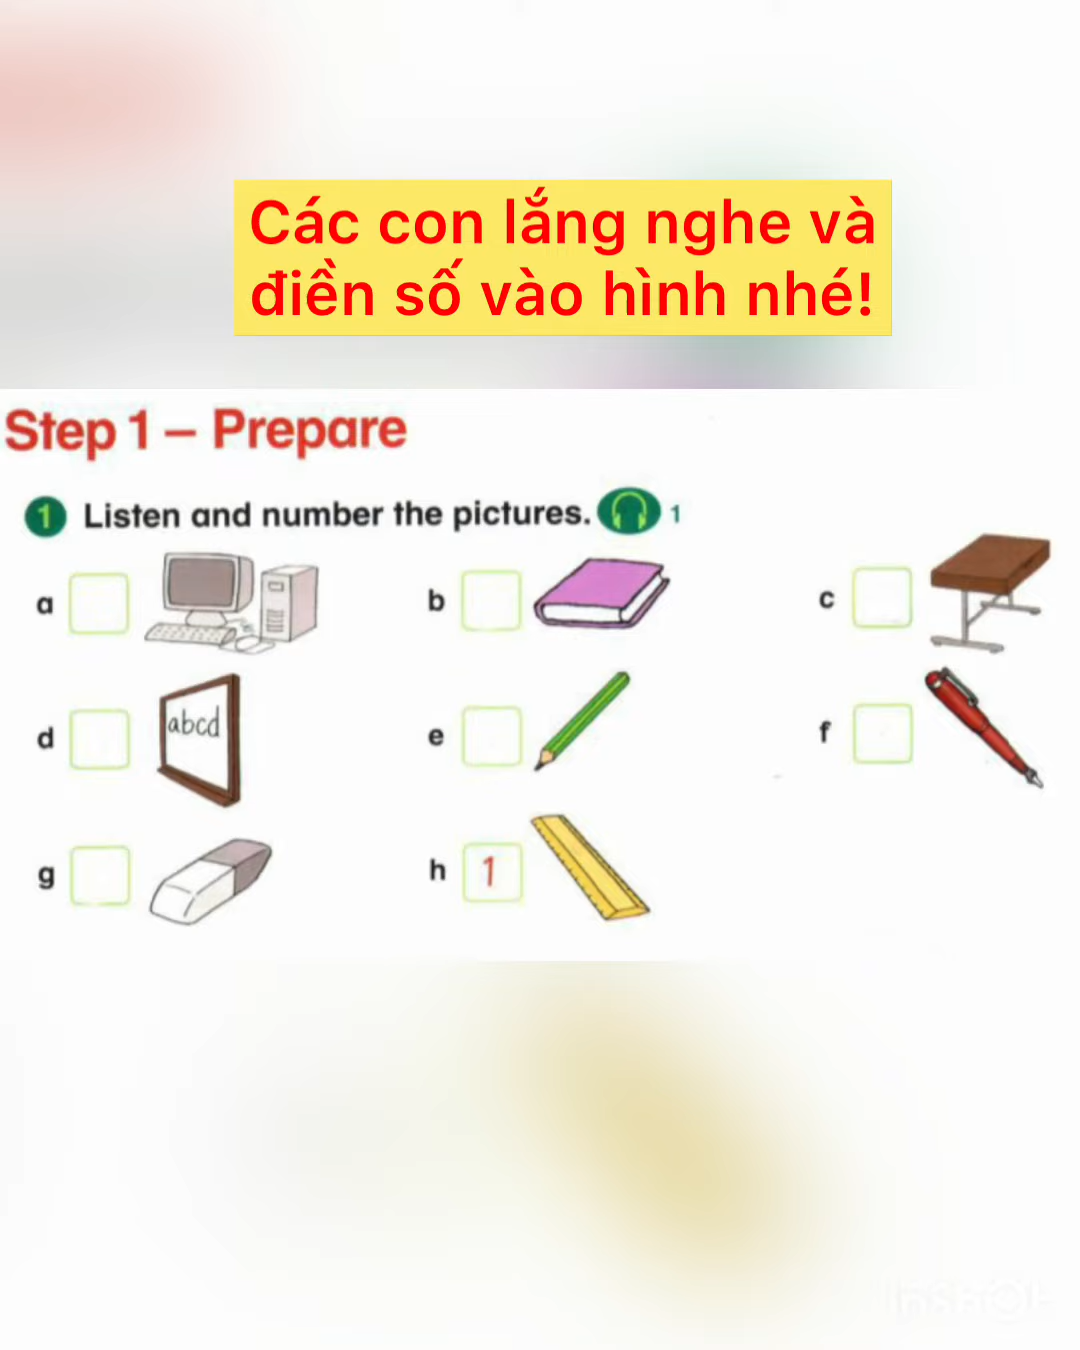 Các con lắng nghe và
điền số vào hình nhé!
Step 1 – Prepare
1 Listen and number the pictures. 1
a
b
c
d
abcd
e
f
g
h 1
InShot